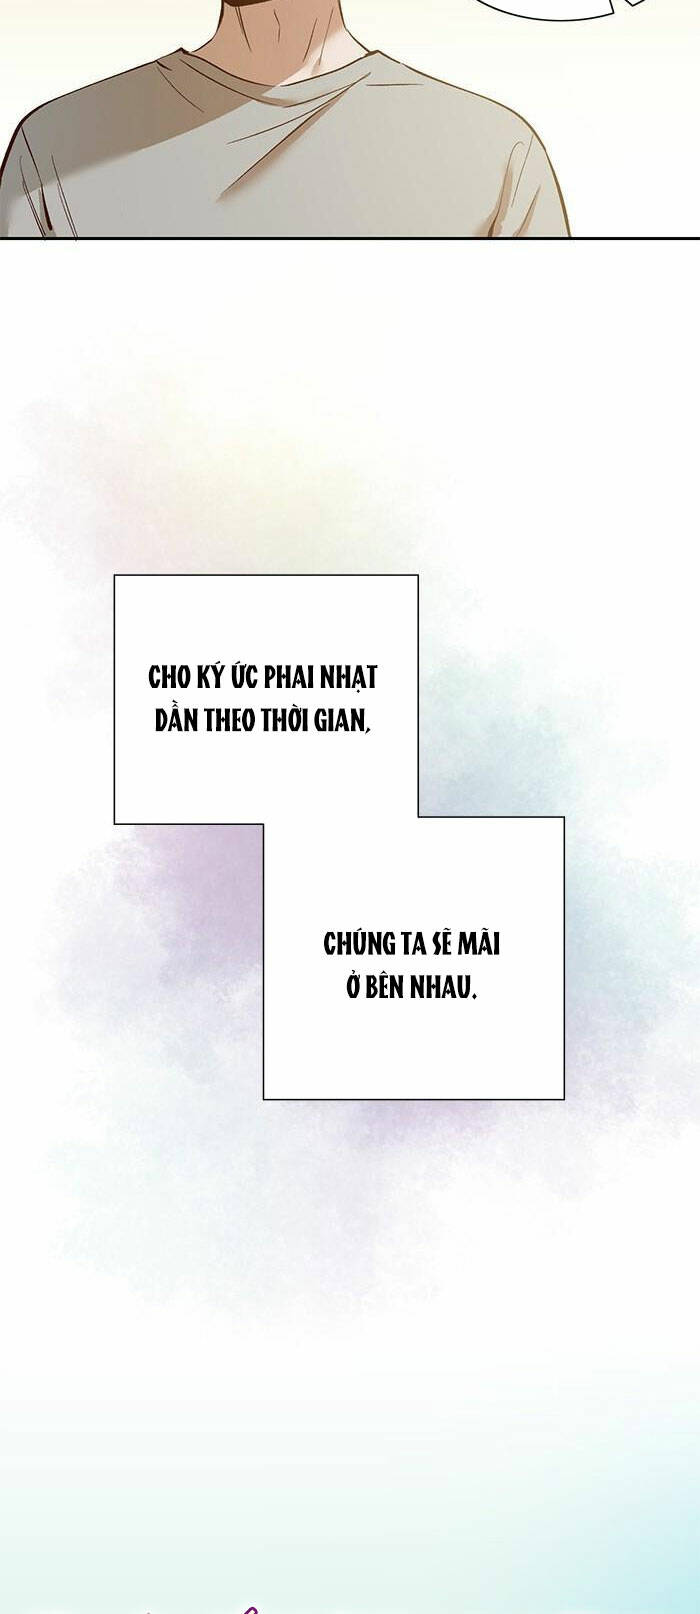 CHO KÝ ỨC PHAI NHẠT
DẦN THEO THỜI GIAN,
CHÚNG TA SẼ MÃI
Ở BÊN NHAU.